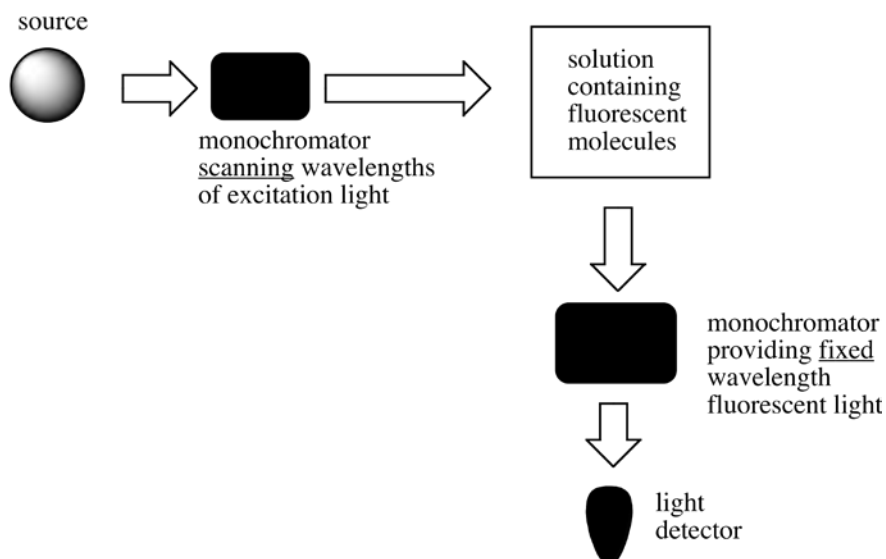 source
monochromator
scanning wavelengths
of excitation light
solution
containing
fluorescent
molecules
monochromator
providing fixed
wavelength
fluorescent light
light
detector